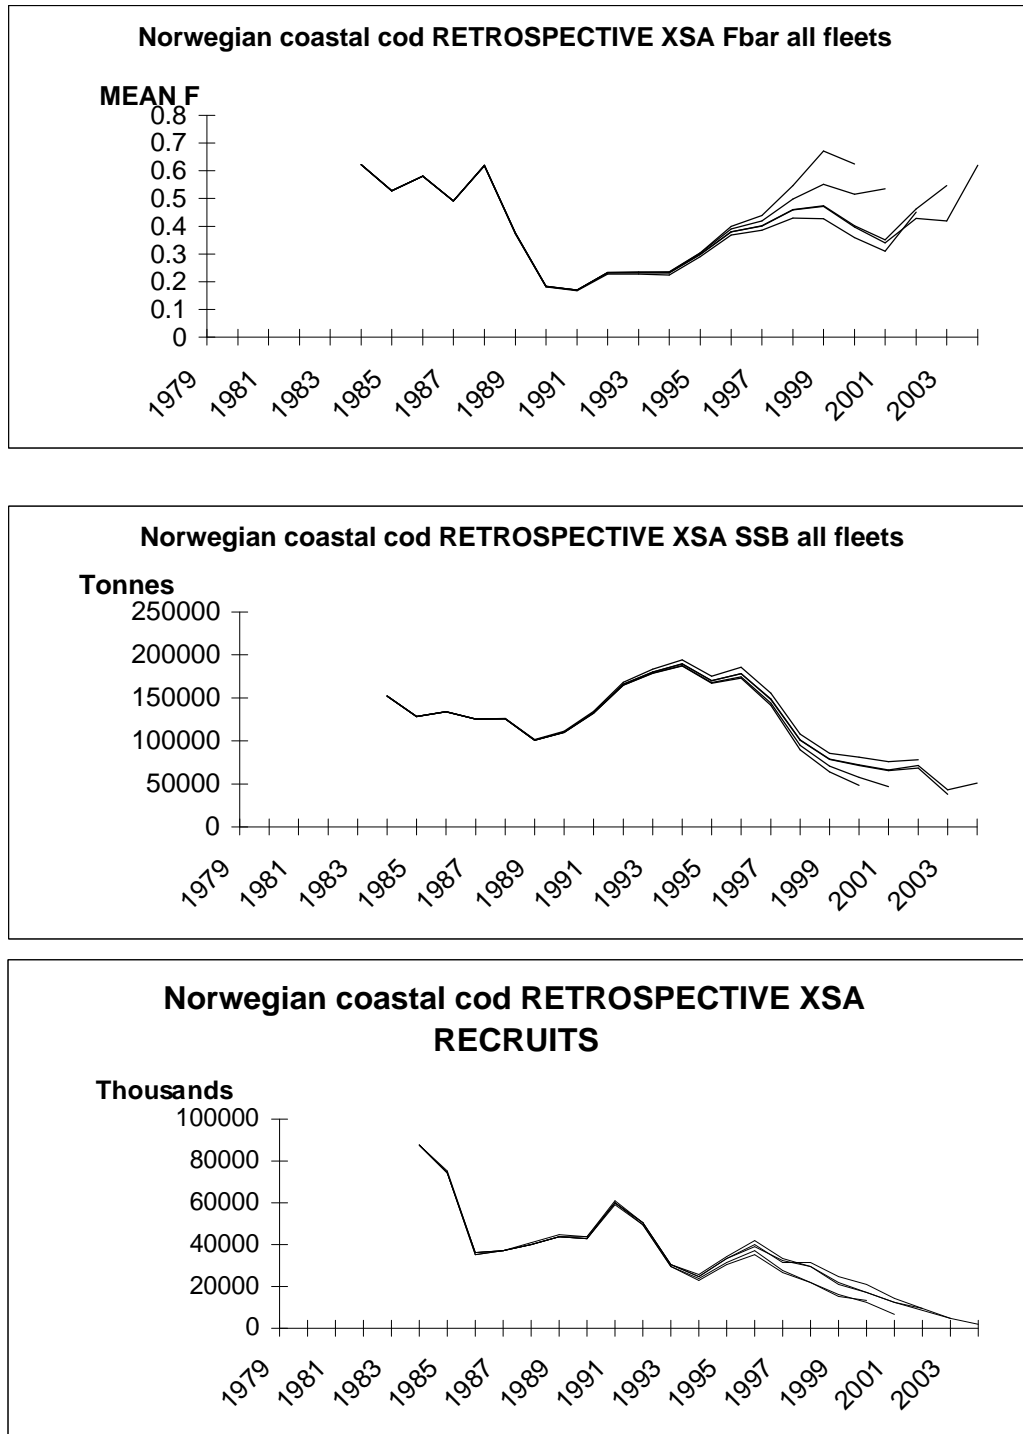 Norwegian coastal cod RETROSPECTIVE XSA Fbar all fleets
MEAN F
0.8
0.7
0.6
0.5
0.4
0.3
0.2
0.1
0
1979 1981 1983 1985 1987 1989 1991 1993 1995 1997 1999 2001 2003
Norwegian coastal cod RETROSPECTIVE XSA SSB all fleets
Tonnes
250000
200000
150000
100000
50000
0
1979 1981 1983 1985 1987 1989 1991 1993 1995 1997 1999 2001 2003
Norwegian coastal cod RETROSPECTIVE XSA
RECRUITS
Thousands
100000
80000
60000
40000
20000
0
1979 1981 1983 1985 1987 1989 1991 1993 1995 1997 1999 2001 2003